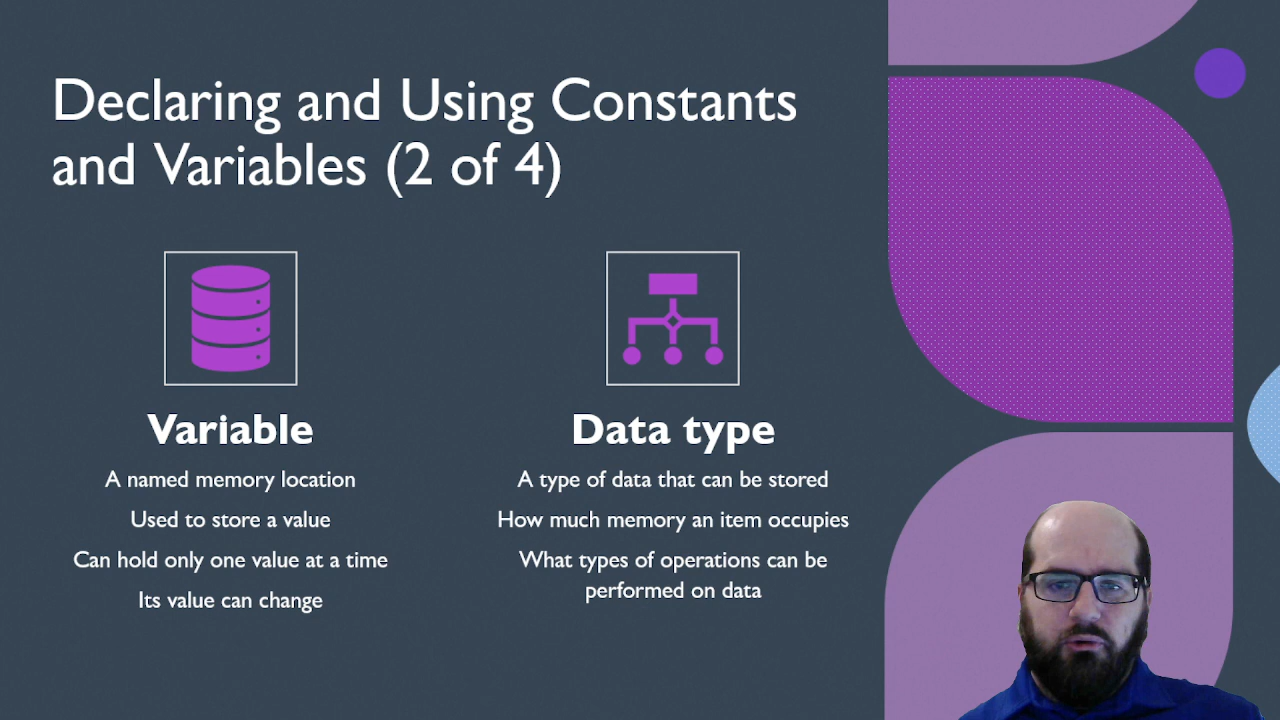 Declaring and Using Constants
and Variables (2 of 4)
Variable
A named memory location
Used to store a value
Can hold only one value at a time
Its value can change
Data type
A type of data that can be stored
How much memory an item occupies
What types of operations can be
performed on data